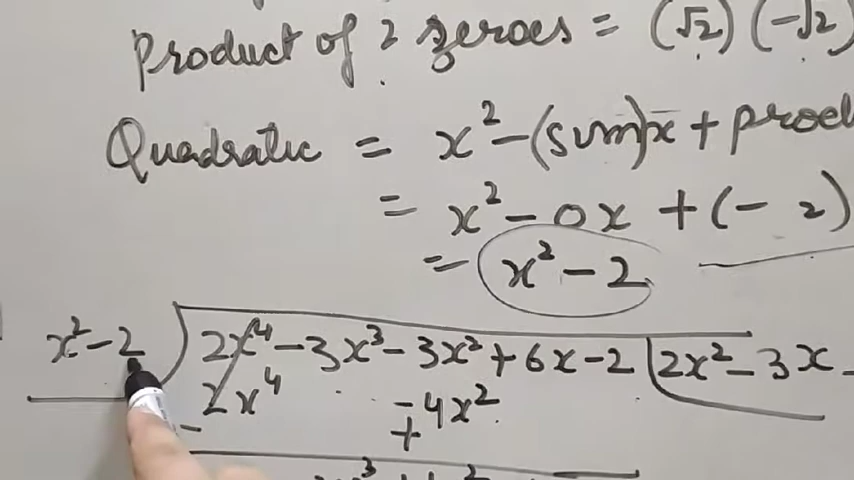 Product of 2 zeroes = (√2) (-√2)
Quadratic = x² - (sum)x + prod
= x² - 0x + (- 2)
= x² - 2
x² - 2 ) 2x⁴ - 3x³ - 3x² + 6x - 2 ( 2x² - 3x -
2x⁴ - 4x²
- +